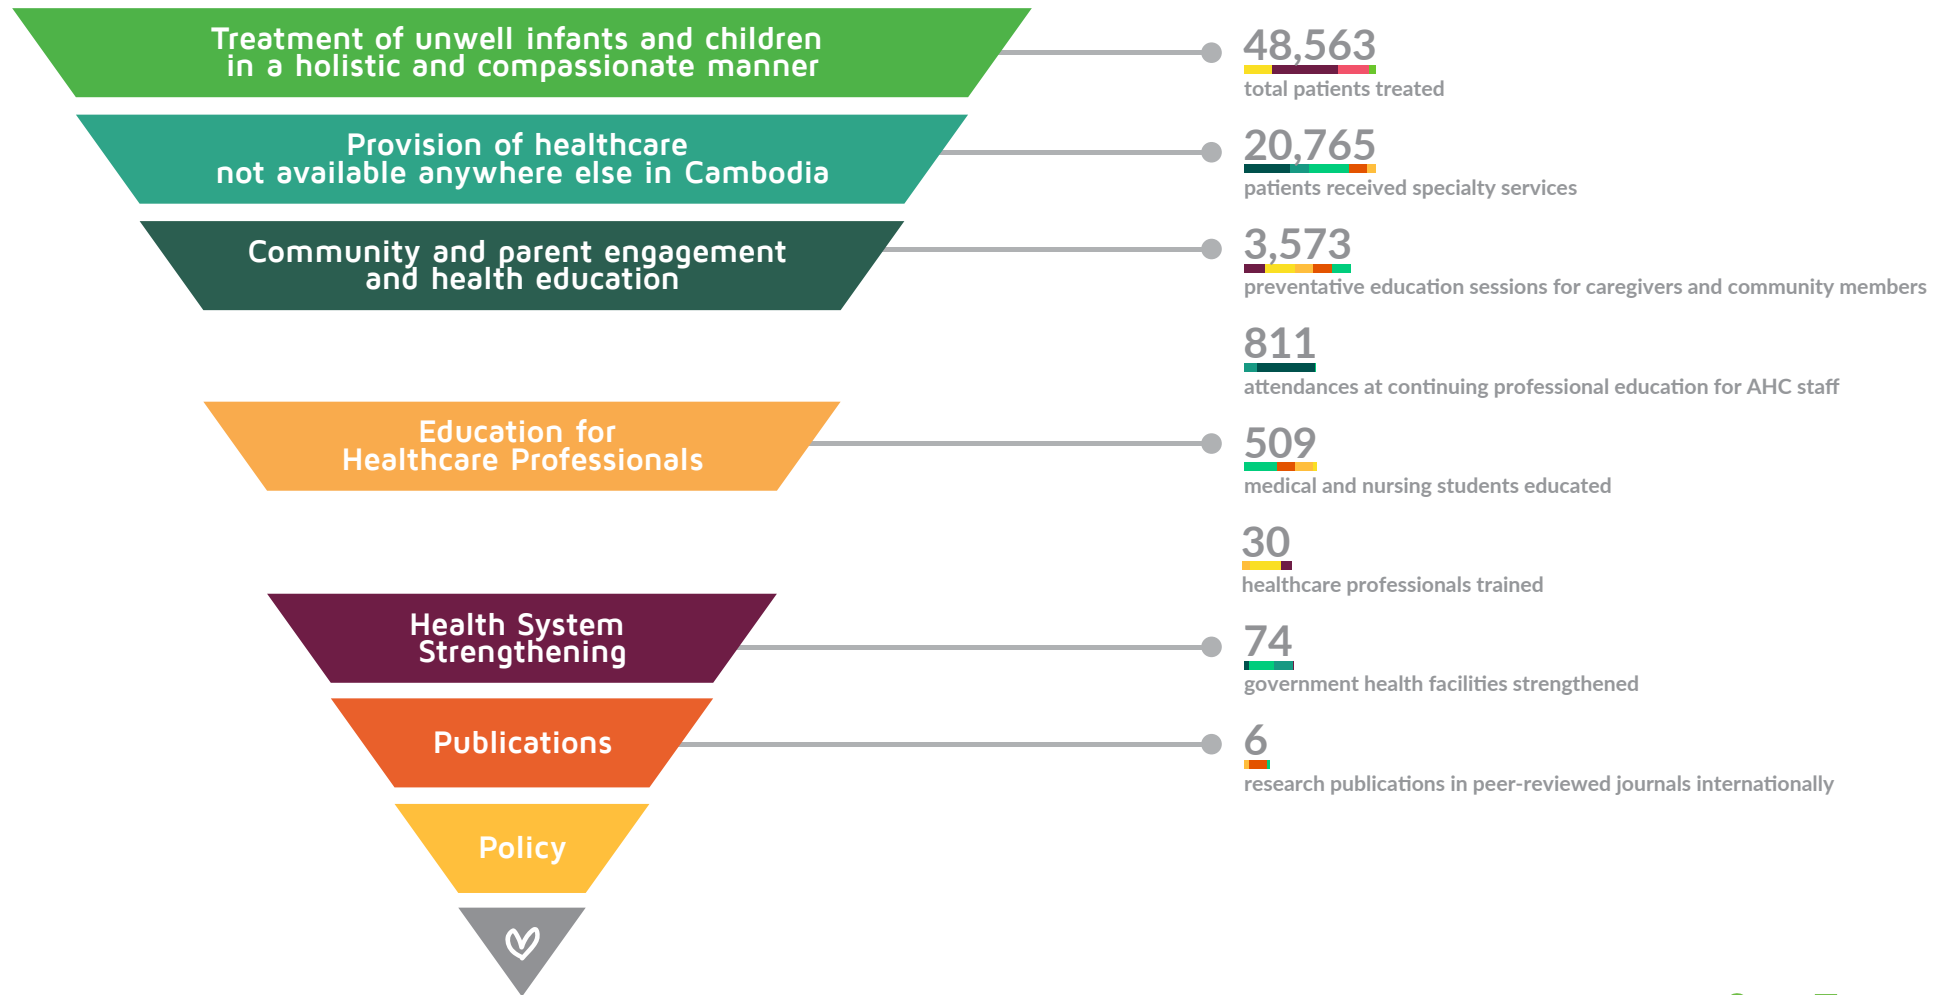 Treatment of unwell infants and children
in a holistic and compassionate manner
48,563
total patients treated
Provision of healthcare
not available anywhere else in Cambodia
20,765
patients received specialty services
Community and parent engagement
and health education
3,573
preventative education sessions for caregivers and community members
811
attendances at continuing professional education for AHC staff
Education for
Healthcare Professionals
509
medical and nursing students educated
30
healthcare professionals trained
Health System
Strengthening
74
government health facilities strengthened
Publications
6
research publications in peer-reviewed journals internationally
Policy